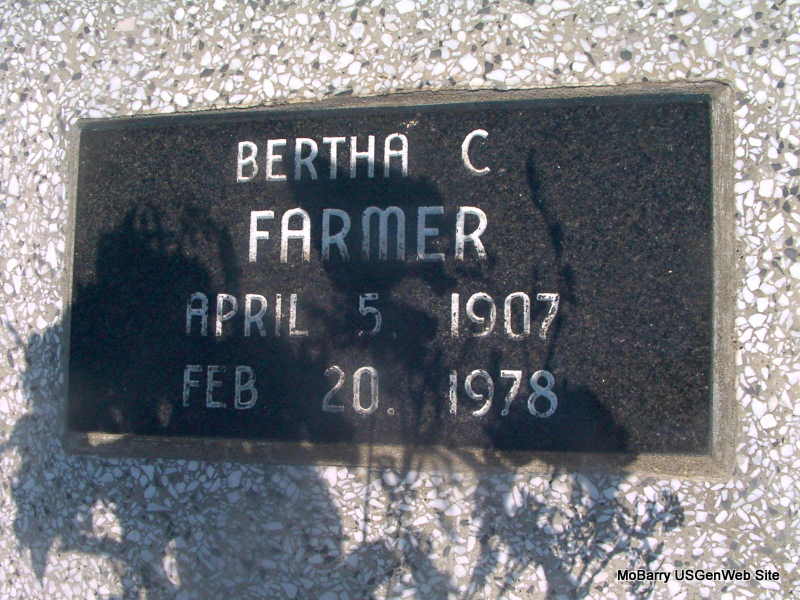 BERTHA C
FARMER
APRIL 5, 1907
FEB 20. 1978
MoBarry USGenWeb Site